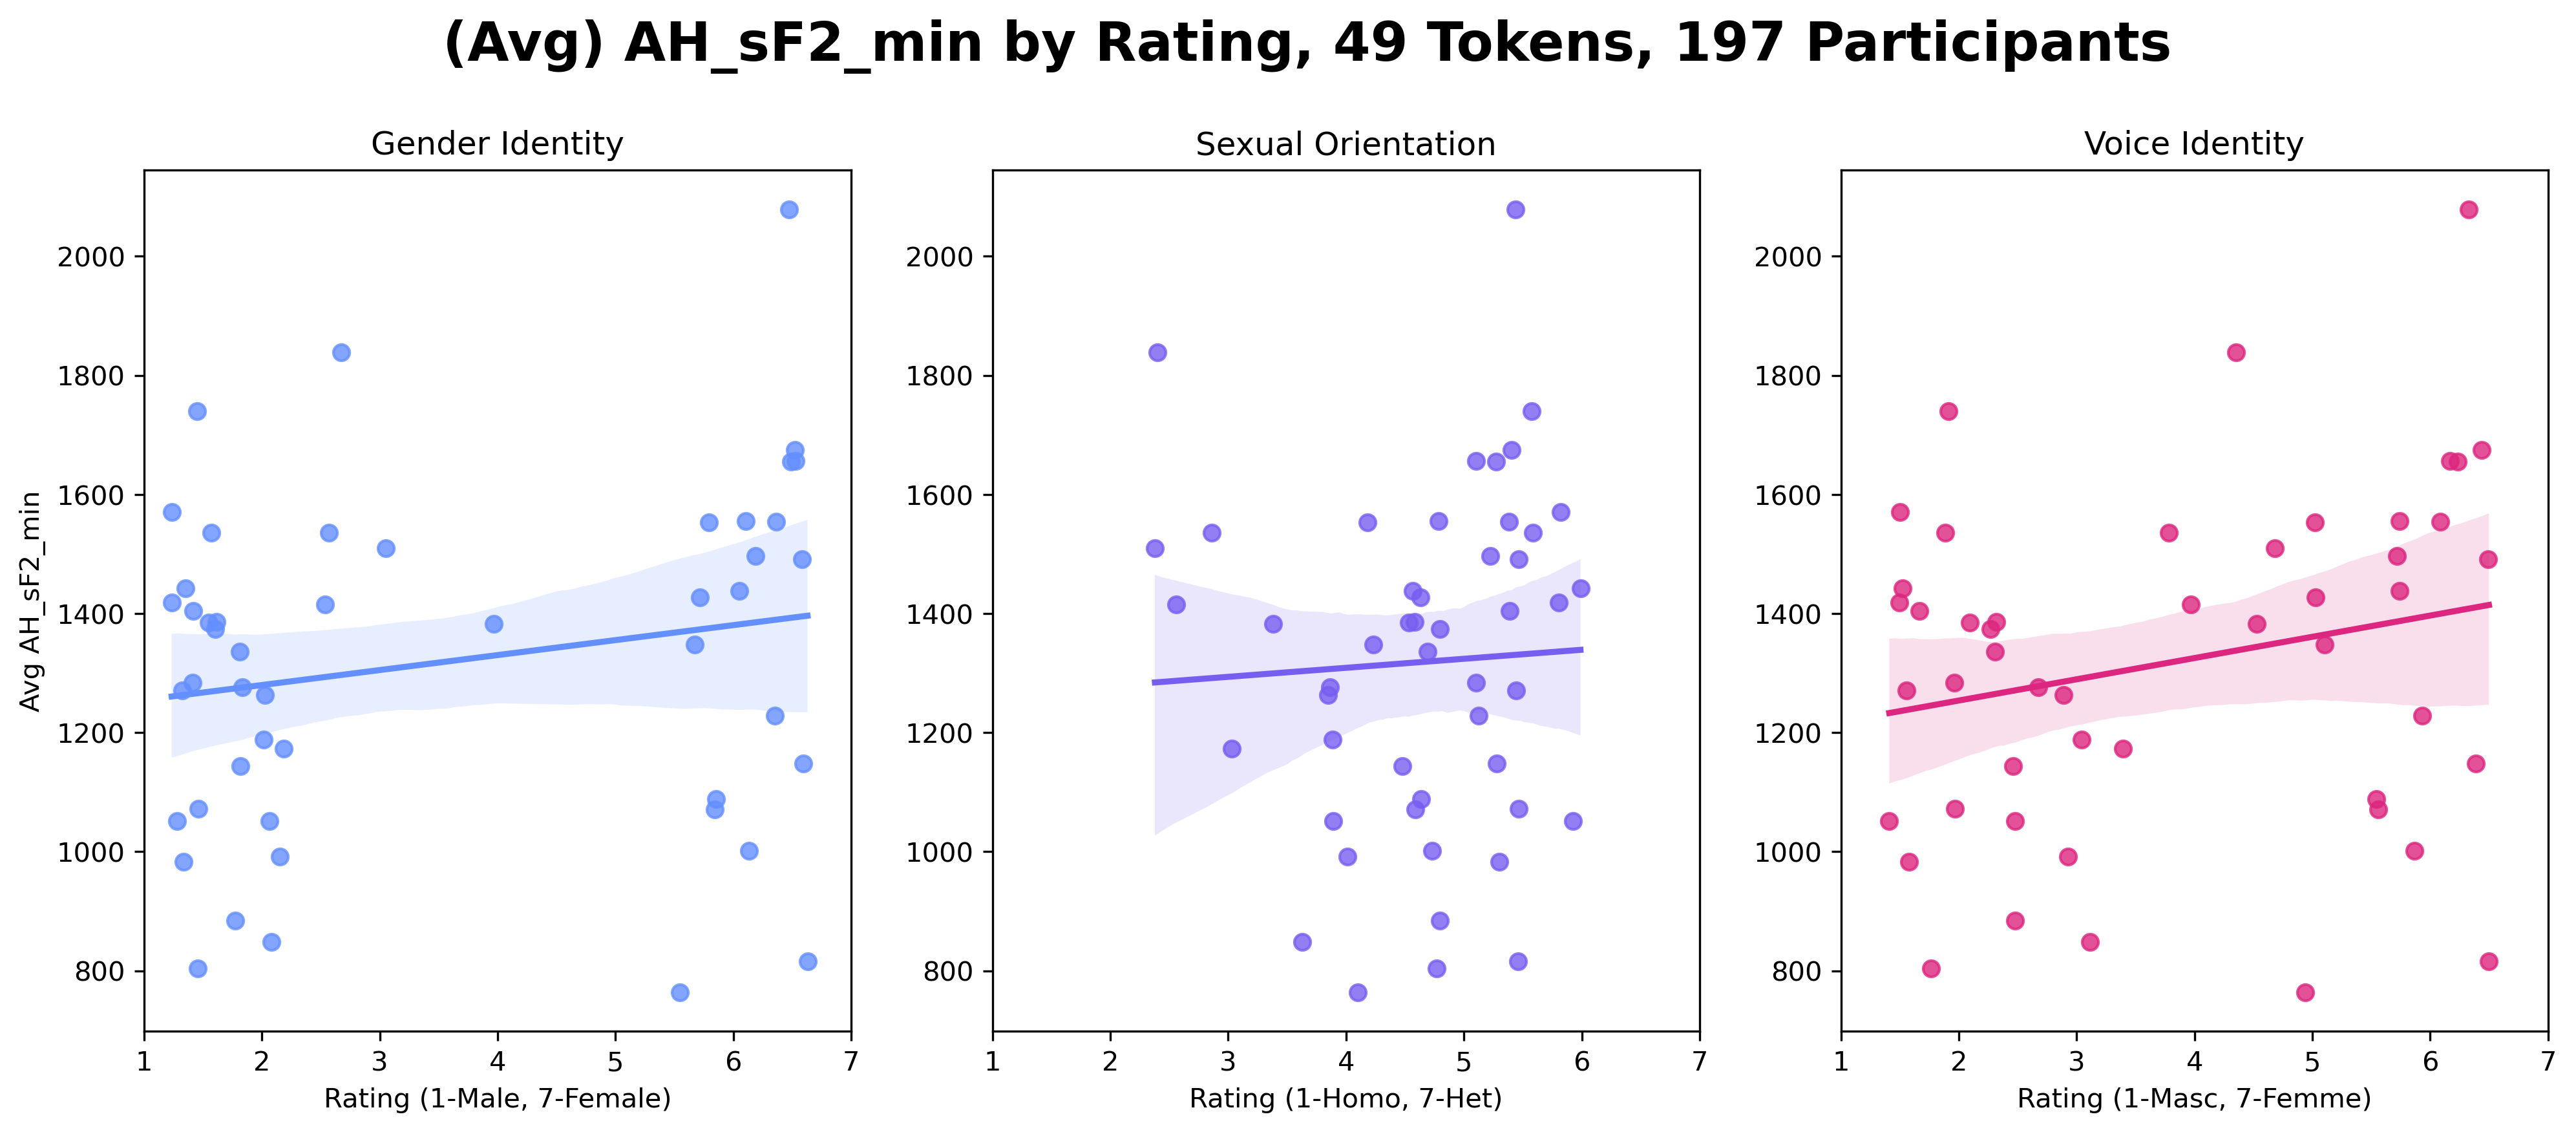 (Avg) AH_sF2_min by Rating, 49 Tokens, 197 Participants
Gender Identity
Avg AH_sF2_min
2000
1800
1600
1400
1200
1000
800
1 2 3 4 5 6 7
Rating (1-Male, 7-Female)
Sexual Orientation
2000
1800
1600
1400
1200
1000
800
1 2 3 4 5 6 7
Rating (1-Homo, 7-Het)
Voice Identity
2000
1800
1600
1400
1200
1000
800
1 2 3 4 5 6 7
Rating (1-Masc, 7-Femme)